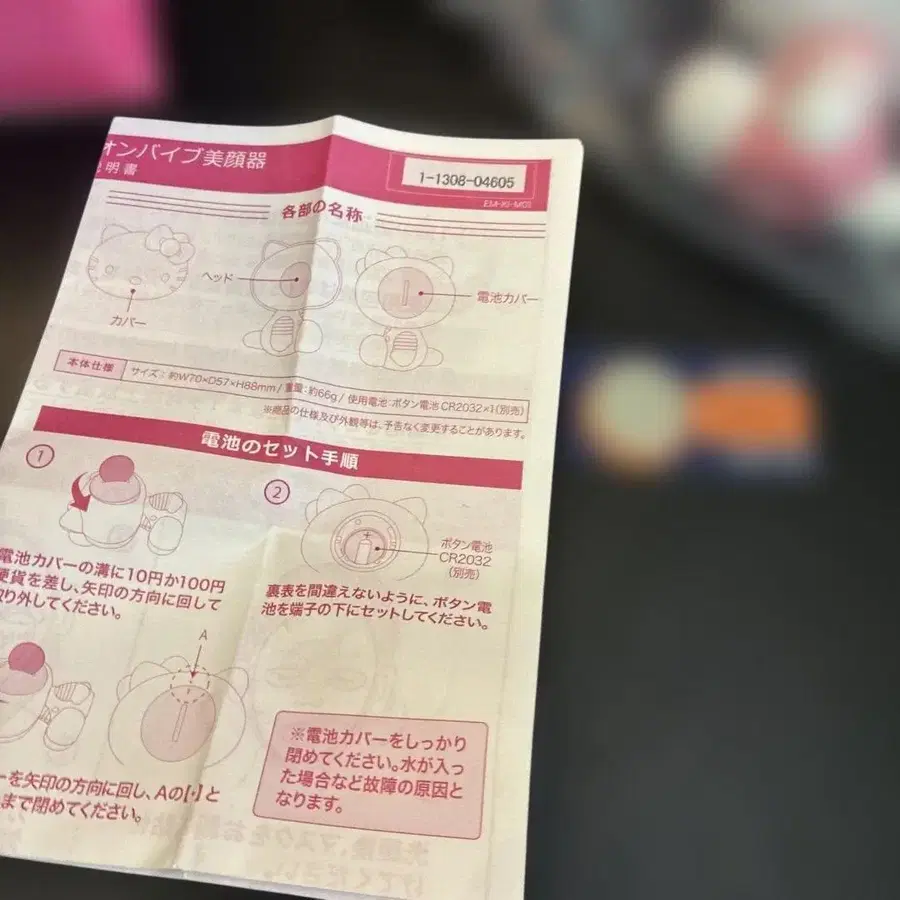 オンバイブ美顔器
明書
1-1308-04605
EM-KI-M01
各部の名称
ヘッド
電池カバー
カバー
本体仕様 サイズ:約W70×D57×H88mm / 重量:約66g / 使用電池:ボタン電池 CR2032×1(別売)
※商品の仕様及び外観等は、予告なく変更することがあります。
電池のセット手順
1
電池カバーの溝に10円か100円
硬貨を差し、矢印の方向に回して
取り外してください。
2
ボタン電池
CR2032
(別売)
裏表を間違えないように、ボタン電
池を端子の下にセットしてください。
A
ーを矢印の方向に回し、Aの[・]と
まで閉めてください。
※電池カバーをしっかり
閉めてください。水が入っ
た場合など故障の原因と
なります。